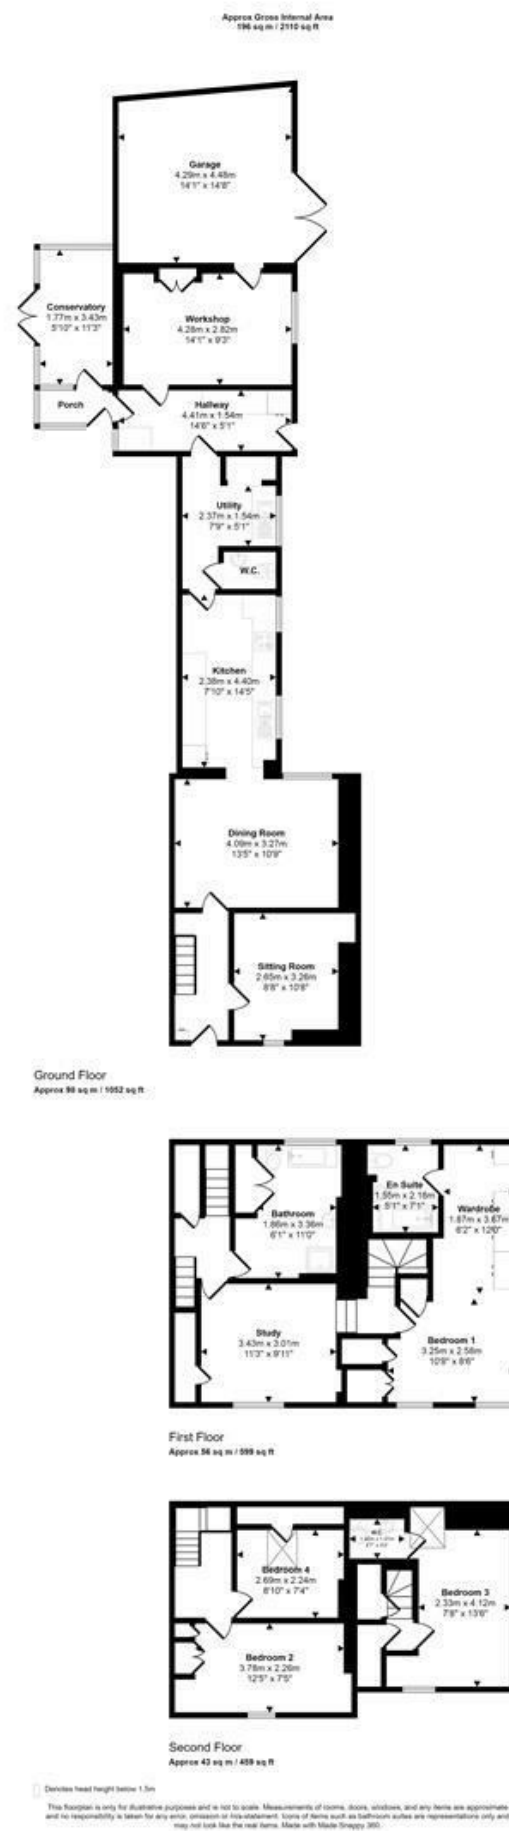 Approx Gross Internal Area
196 sq m / 2110 sq ft
Garage
4.29m x 4.48m
14'1" x 14'8"
Conservatory
1.77m x 3.43m
5'10" x 11'3"
Workshop
4.28m x 2.82m
14'1" x 9'3"
Porch
Hallway
4.41m x 1.54m
14'6" x 5'1"
Utility
2.37m x 1.54m
7'9" x 5'1"
W.C.
Kitchen
2.38m x 4.40m
7'10" x 14'5"
Dining Room
4.09m x 3.27m
13'5" x 10'9"
Sitting Room
2.65m x 3.26m
8'8" x 10'8"
Ground Floor
Approx 98 sq m / 1052 sq ft
Bathroom
1.86m x 3.36m
6'1" x 11'0"
En Suite
1.55m x 2.16m
5'1" x 7'1"
Wardrobe
1.87m x 3.67m
6'2" x 12'0"
Study
3.43m x 3.01m
11'3" x 9'11"
Bedroom 1
3.25m x 2.58m
10'8" x 8'6"
First Floor
Approx 56 sq m / 599 sq ft
W.C.
Bedroom 4
2.69m x 2.24m
8'10" x 7'4"
Bedroom 3
2.33m x 4.12m
7'8" x 13'6"
Bedroom 2
3.78m x 2.26m
12'5" x 7'5"
Second Floor
Approx 43 sq m / 459 sq ft
Denotes head height below 1.5m
This floorplan is only for illustrative purposes and is not to scale. Measurements of rooms, doors, windows, and any items are approximate
and no responsibility is taken for any error, omission or mis-statement. Icons of items such as bathroom suites are representations only and
may not look like the real items. Made with Made Snappy 360.